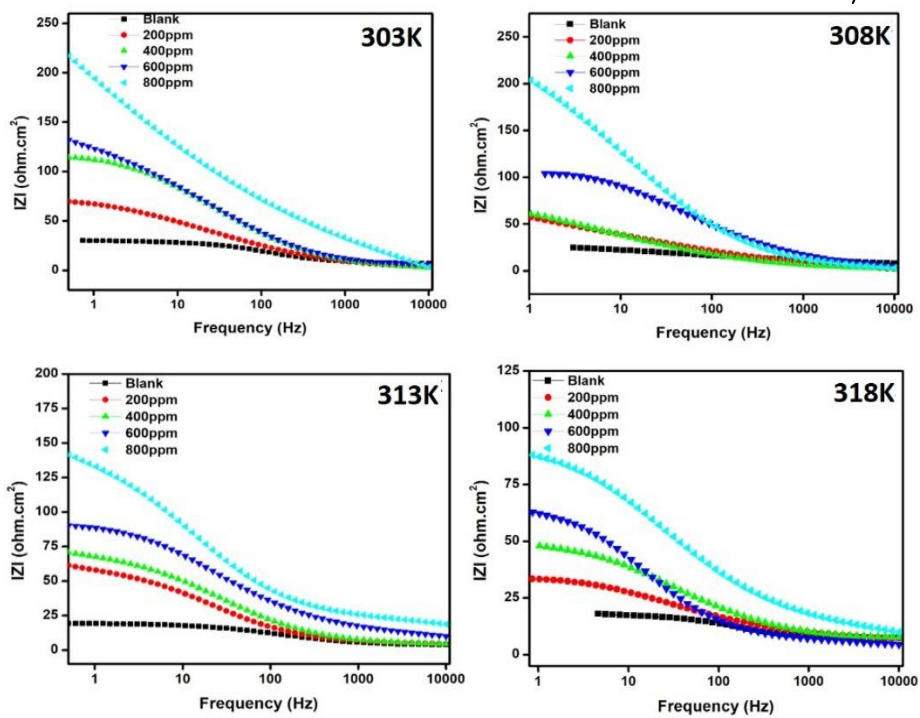 303K
Blank
200ppm
400ppm
600ppm
800ppm
IZI (ohm.cm²)
250
200
150
100
50
0
1 10 100 1000 10000
Frequency (Hz)
308K
Blank
200ppm
400ppm
600ppm
800ppm
IZI (ohm.cm²)
250
200
150
100
50
0
1 10 100 1000 10000
Frequency (Hz)
313K
Blank
200ppm
400ppm
600ppm
800ppm
IZI (ohm.cm²)
200
175
150
125
100
75
50
25
0
1 10 100 1000 10000
Frequency (Hz)
318K
Blank
200ppm
400ppm
600ppm
800ppm
IZI (ohm.cm²)
125
100
75
50
25
0
1 10 100 1000 10000
Frequency (Hz)